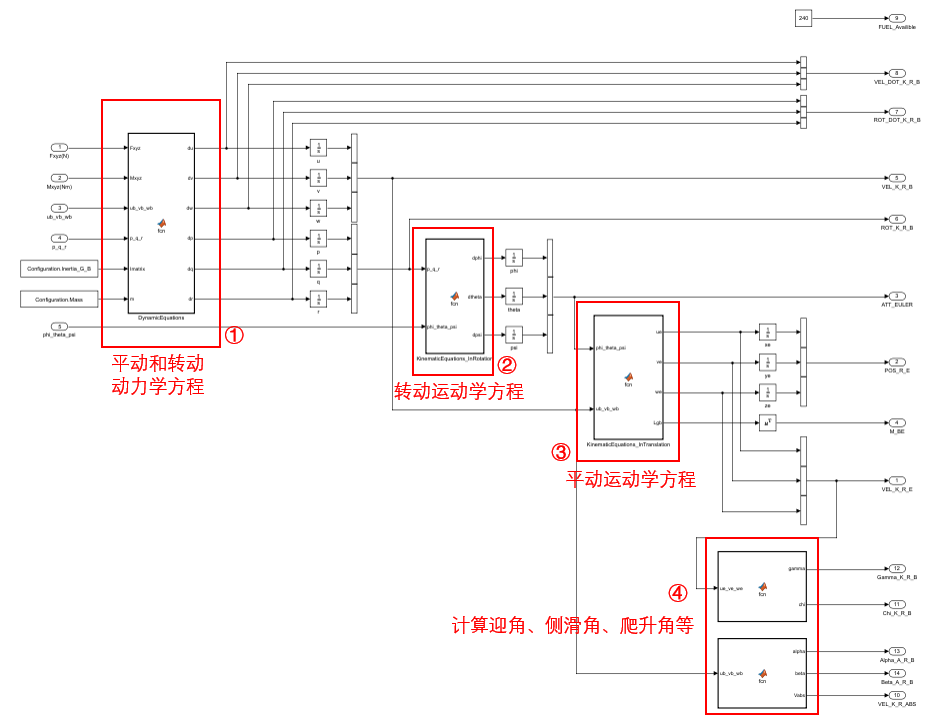 240
9
FUEL_Availible
8
VEL_DOT_K_R_B
7
ROT_DOT_K_R_B
1
Fxyz(N)
2
Mxyz(Nm)
3
ub_vb_wb
4
p_q_r
Configuration.Inertia_G_B
Configuration.Mass
5
phi_theta_psi
Fxyz
Mxyz
ub_vb_wb
p_q_r
Imatrix
m
fcn
du
dv
dw
dp
dq
dr
DynamicEquations
①
平动和转动
动力学方程
u
v
w
p
q
r
5
VEL_K_R_B
6
ROT_K_R_B
p_q_r
phi_theta_psi
fcn
dphi
dtheta
dpsi
KinematicEquations_InRotation
②
转动运动学方程
phi
theta
psi
3
ATT_EULER
phi_theta_psi
ub_vb_wb
fcn
ue
ve
we
Lgb
KinematicEquations_InTranslation
③
平动运动学方程
xe
ye
ze
uᵀ
2
POS_R_E
4
M_BE
1
VEL_K_R_E
④
计算迎角、侧滑角、爬升角等
ue_ve_we
fcn
gamma
chi
12
Gamma_K_R_B
11
Chi_K_R_B
ub_vb_wb
fcn
alpha
beta
Vabs
13
Alpha_A_R_B
14
Beta_A_R_B
10
VEL_K_R_ABS